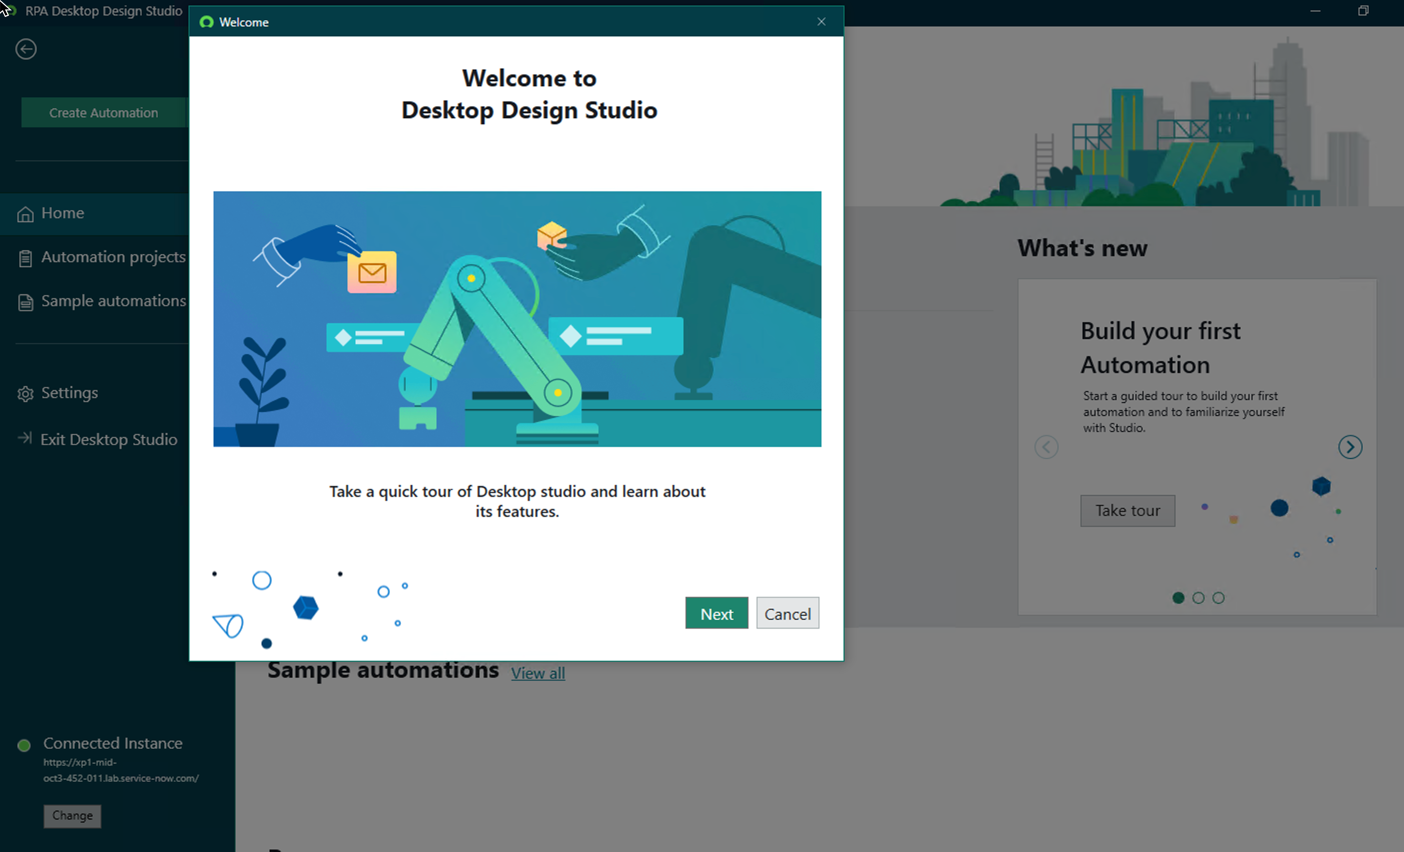 RPA Desktop Design Studio
Welcome
Welcome to
Desktop Design Studio
Create Automation
Home
Automation projects
Sample automations
Settings
Exit Desktop Studio
Take a quick tour of Desktop studio and learn about
its features.
Next
Cancel
What's new
Build your first
Automation
Start a guided tour to build your first
automation and to familiarize yourself
with Studio.
Take tour
Sample automations
View all
Connected Instance
https://xp1-mid-
oct3-452-011.lab.service-now.com/
Change